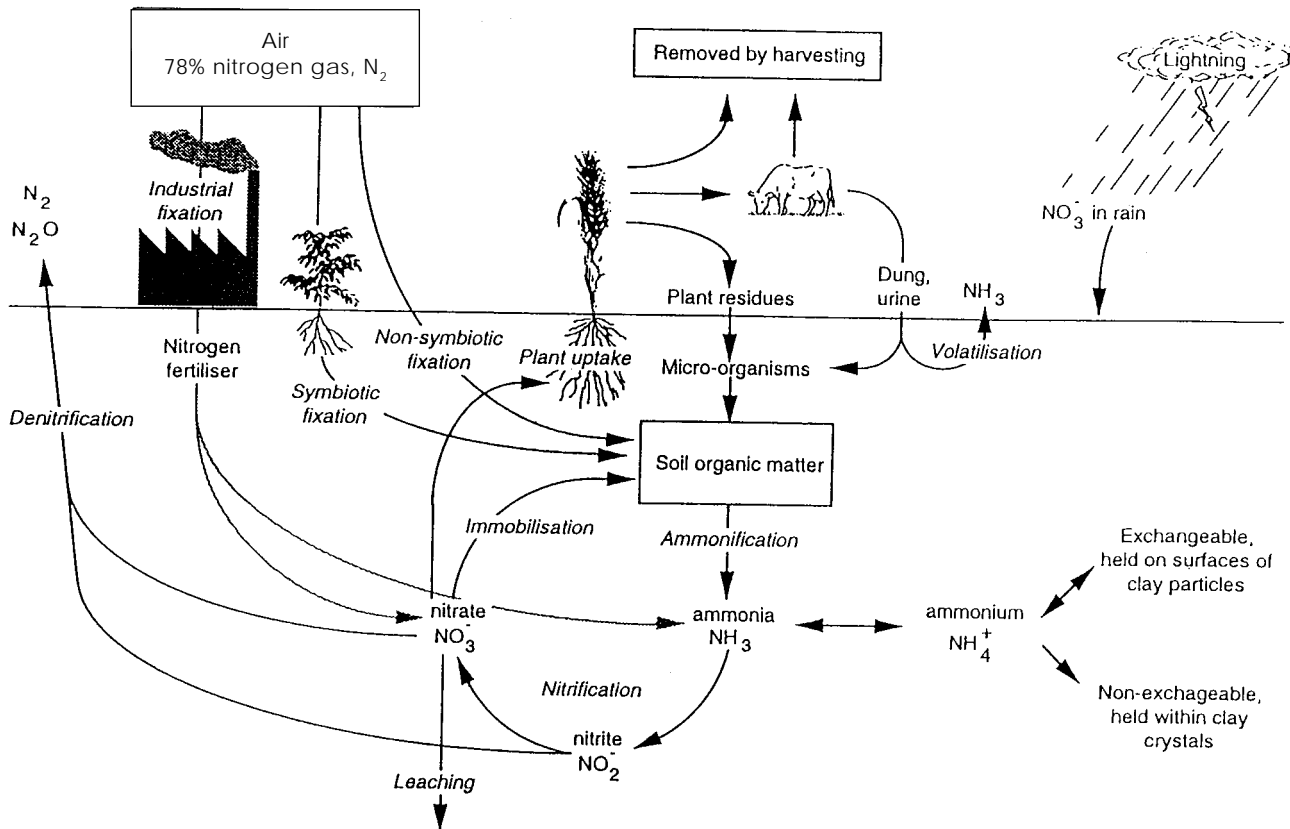 Air
78% nitrogen gas, N₂
Removed by harvesting
Lightning
Industrial
fixation
N₂
N₂O
NO₃⁻ in rain
Dung,
urine
NH₃
Plant residues
Nitrogen
fertiliser
Non-symbiotic
fixation
Plant uptake
Micro-organisms
Volatilisation
Symbiotic
fixation
Denitrification
Soil organic matter
Immobilisation
Ammonification
Exchangeable,
held on surfaces of
clay particles
nitrate
NO₃⁻
ammonia
NH₃
ammonium
NH₄⁺
Nitrification
Non-exchageable,
held within clay
crystals
nitrite
NO₂⁻
Leaching